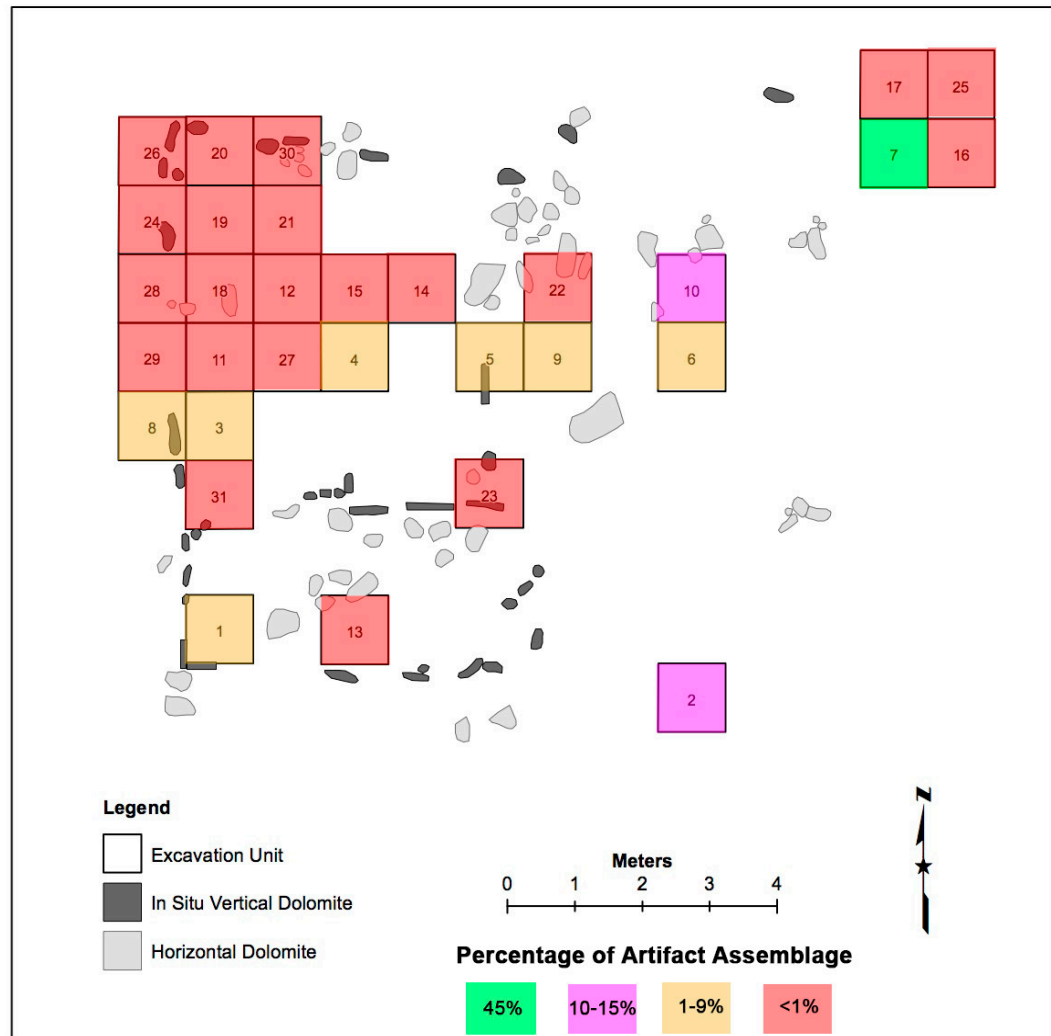 17 25
7 16
26 20 30
24 19 21
28 18 12 15 14 22 10
29 11 27 4 5 9 6
8 3
31 23
1 13
2
Legend
Excavation Unit
In Situ Vertical Dolomite
Horizontal Dolomite
Meters
0 1 2 3 4
N
Percentage of Artifact Assemblage
45% 10-15% 1-9% <1%